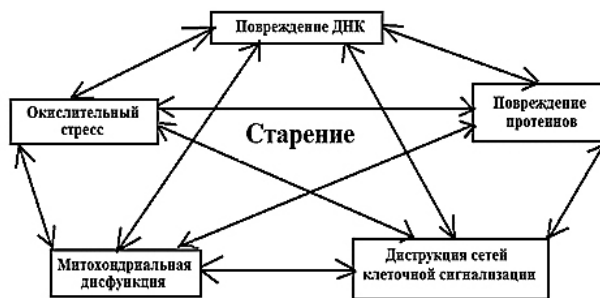 Повреждение ДНК
Окислительный
стресс
Повреждение
протеинов
Старение
Митохондриальная
дисфункция
Диструкция сетей
клеточной сигнализации